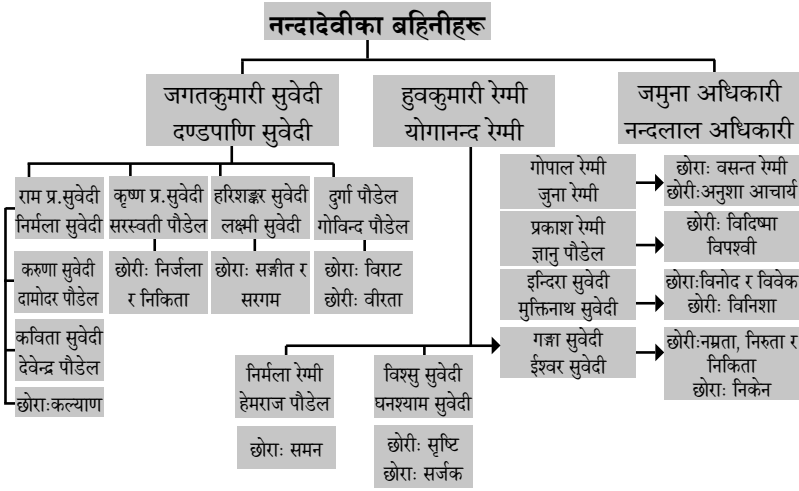 नन्दादेवीका बहिनीहरू
जगतकुमारी सुवेदी
दण्डपाणि सुवेदी
हुवकुमारी रेग्मी
योगानन्द रेग्मी
जमुना अधिकारी
नन्दलाल अधिकारी
राम प्र.सुवेदी
निर्मला सुवेदी
कृष्ण प्र.सुवेदी
सरस्वती पौडेल
हरिशङ्कर सुवेदी
लक्ष्मी सुवेदी
दुर्गा पौडेल
गोविन्द पौडेल
करुणा सुवेदी
दामोदर पौडेल
छोरीः निर्जला
र निकिता
छोराः सङ्गीत र
सरगम
छोराः विराट
छोरीः वीरता
कविता सुवेदी
देवेन्द्र पौडेल
छोराःकल्याण
गोपाल रेग्मी
जुना रेग्मी
छोराः वसन्त रेग्मी
छोरीःअनुशा आचार्य
प्रकाश रेग्मी
ज्ञानु पौडेल
छोरीः विदिष्मा
विपश्वी
इन्दिरा सुवेदी
मुक्तिनाथ सुवेदी
छोराःविनोद र विवेक
छोरीः विनिशा
गङ्गा सुवेदी
ईश्वर सुवेदी
छोरीःनम्रता, निरुता र
निकिता
छोराः निकेन
निर्मला रेग्मी
हेमराज पौडेल
छोराः समन
विश्सु सुवेदी
घनश्याम सुवेदी
छोरीः सृष्टि
छोराः सर्जक